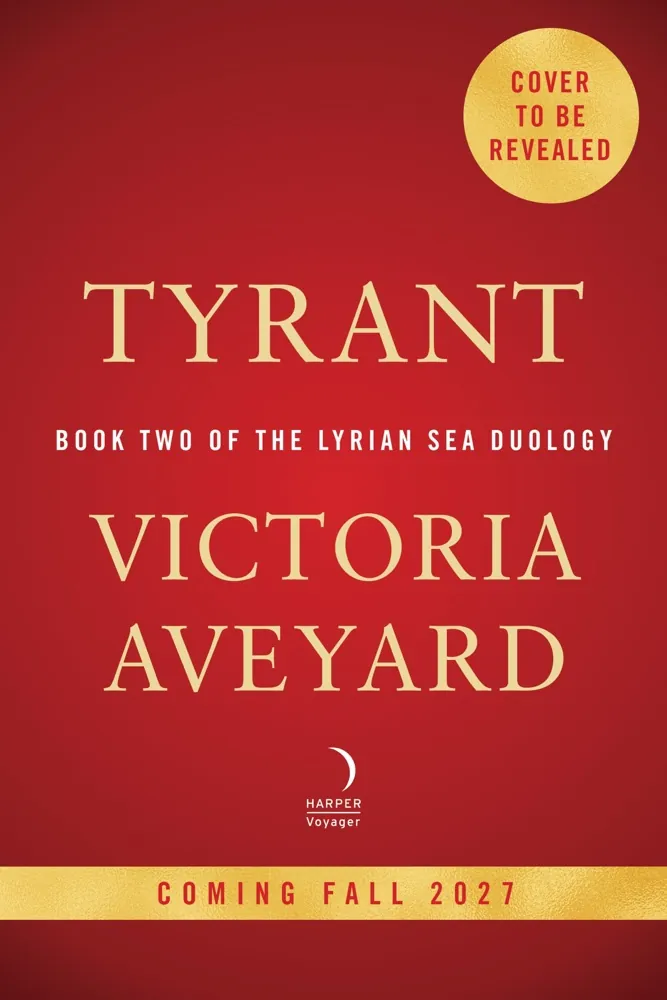 COVER
TO BE
REVEALED
TYRANT
BOOK TWO OF THE LYRIAN SEA DUOLOGY
VICTORIA
AVEYARD
HARPER
Voyager
COMING FALL 2027